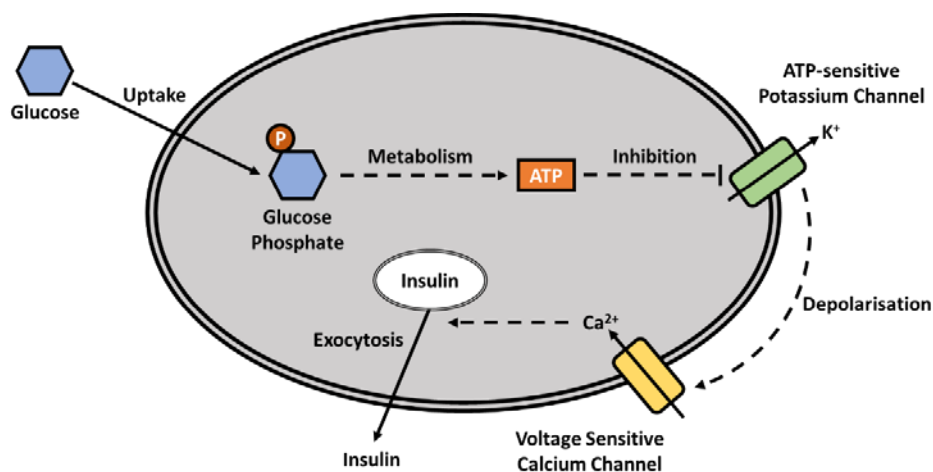 Glucose
Uptake
P
Glucose
Phosphate
Metabolism
ATP
Inhibition
ATP-sensitive
Potassium Channel
K⁺
Depolarisation
Insulin
Exocytosis
Ca²⁺
Voltage Sensitive
Calcium Channel
Insulin